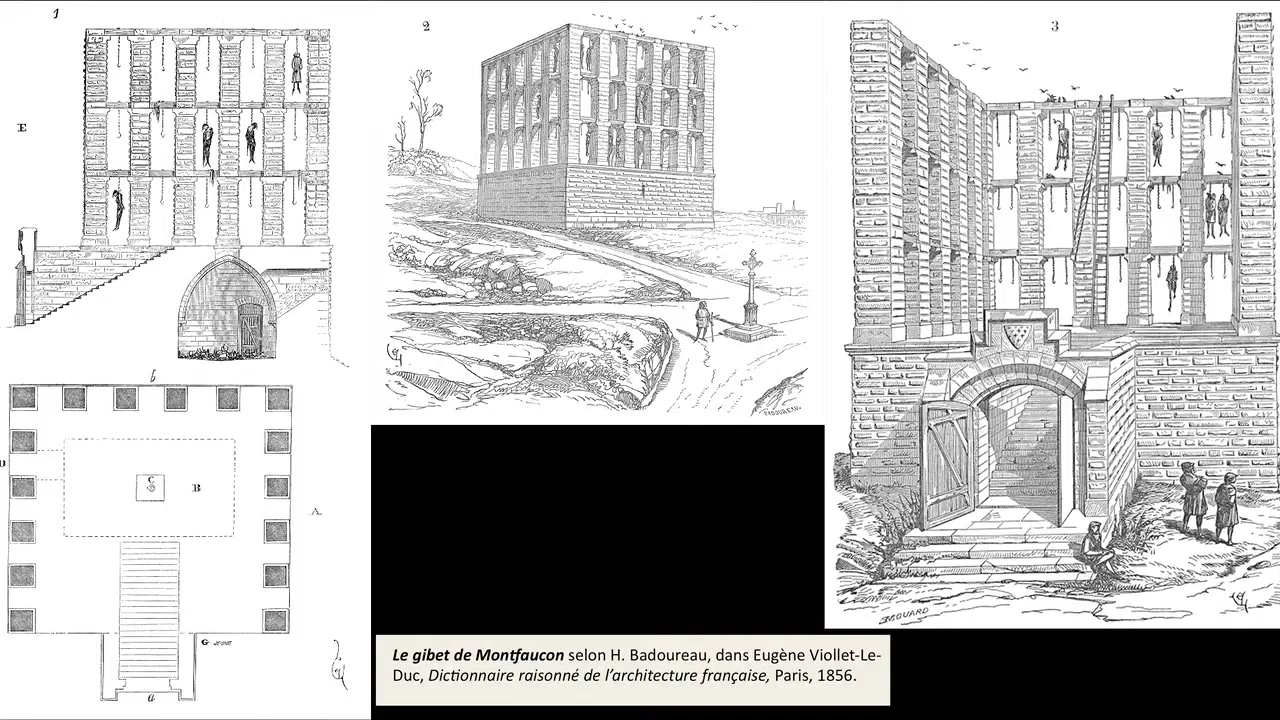 1
E
b
C
B
A
G
a
2
BADOUREAU.
3
E.MOUARD
Le gibet de Montfaucon selon H. Badoureau, dans Eugène Viollet-Le-
Duc, Dictionnaire raisonné de l'architecture française, Paris, 1856.